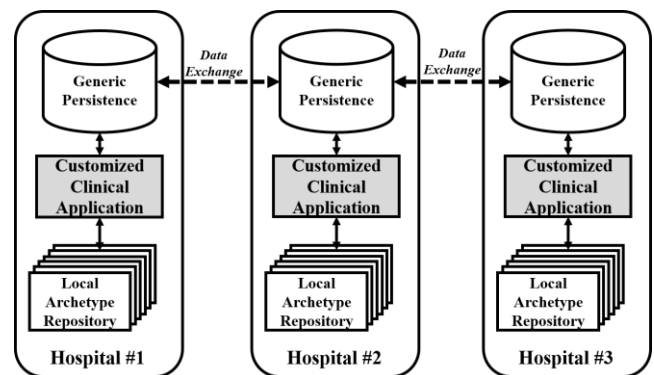 Generic
Persistence
Customized
Clinical
Application
Local
Archetype
Repository
Hospital #1
Data
Exchange
Generic
Persistence
Customized
Clinical
Application
Local
Archetype
Repository
Hospital #2
Data
Exchange
Generic
Persistence
Customized
Clinical
Application
Local
Archetype
Repository
Hospital #3